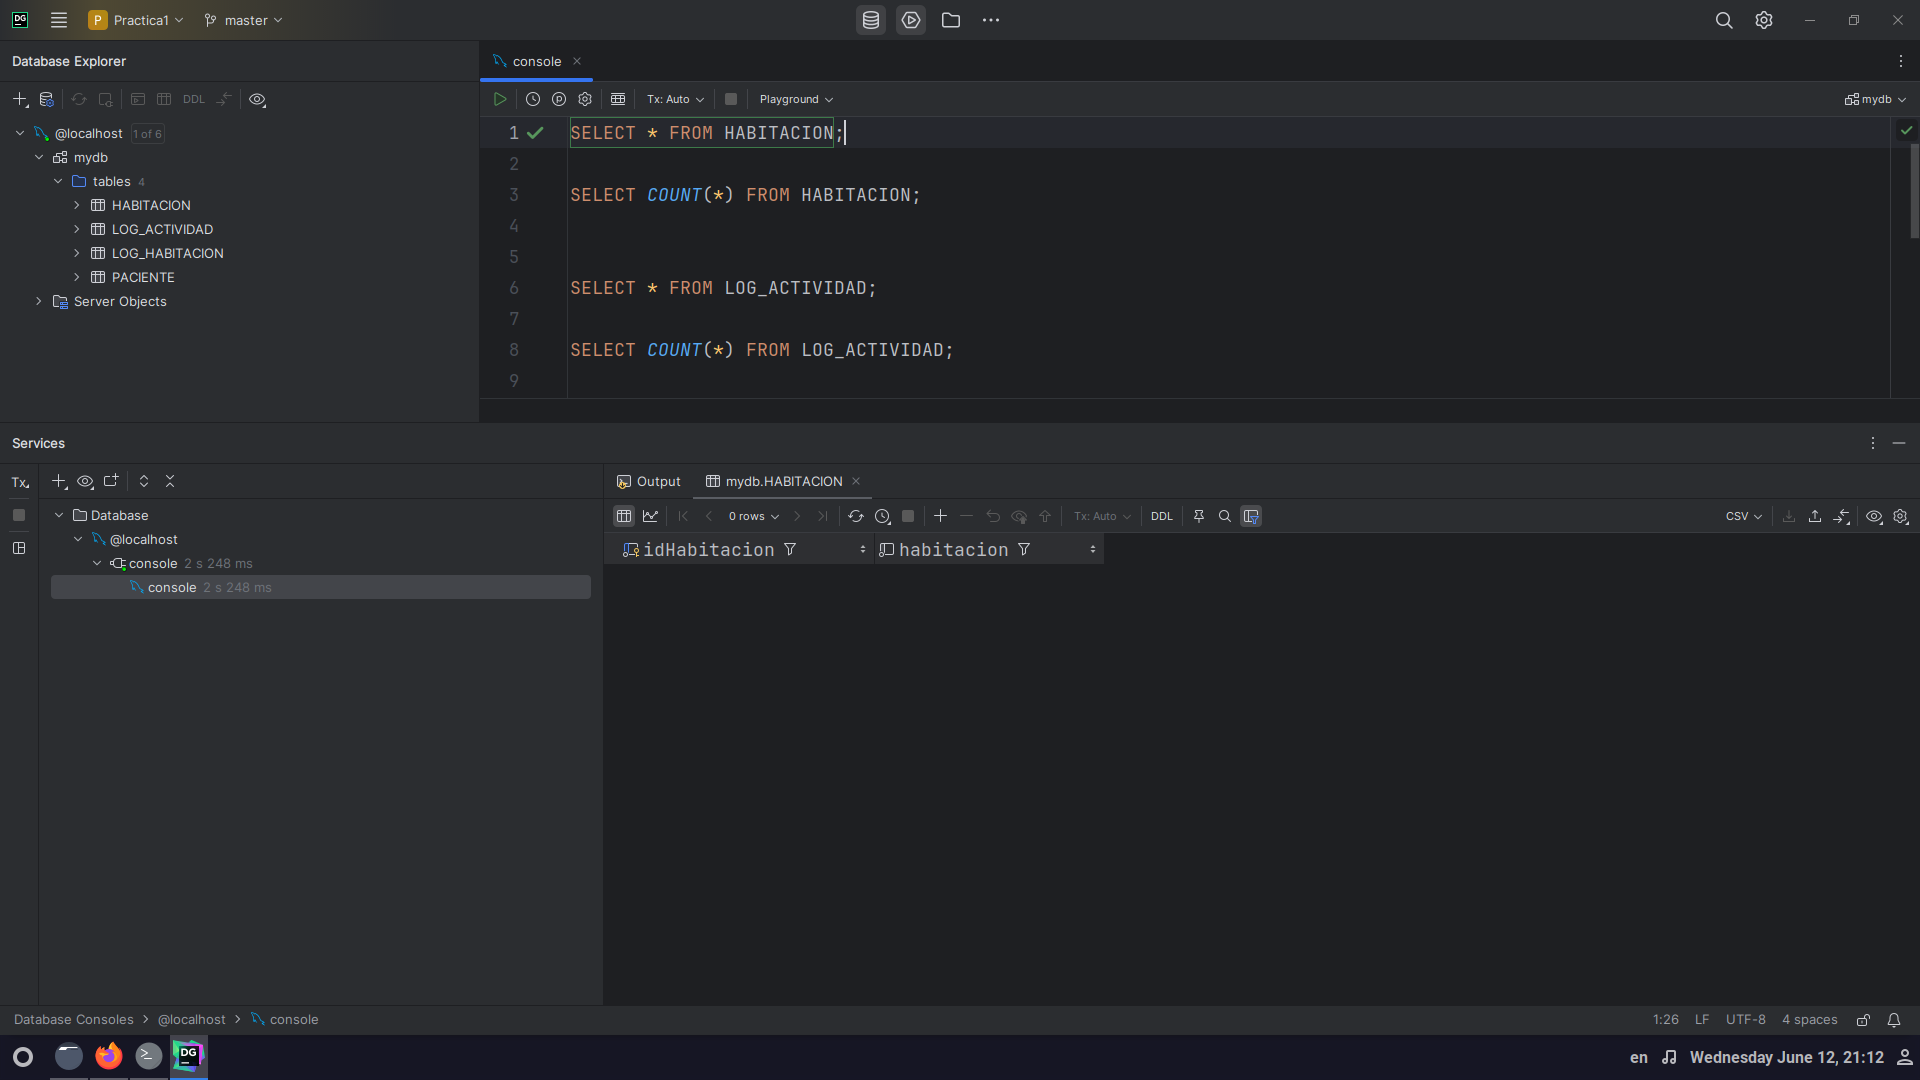 DG
P Practica1
master
Database Explorer
console
DDL
Tx: Auto
Playground
mydb
@localhost 1 of 6
mydb
tables 4
HABITACION
LOG_ACTIVIDAD
LOG_HABITACION
PACIENTE
Server Objects
1 SELECT * FROM HABITACION;
2
3 SELECT COUNT(*) FROM HABITACION;
4
5
6 SELECT * FROM LOG_ACTIVIDAD;
7
8 SELECT COUNT(*) FROM LOG_ACTIVIDAD;
9
Services
Tx
Database
@localhost
console 2 s 248 ms
console 2 s 248 ms
Output
mydb.HABITACION
0 rows
Tx: Auto
DDL
CSV
idHabitacion
habitacion
Database Consoles > @localhost > console
1:26 LF UTF-8 4 spaces
DG
en
Wednesday June 12, 21:12